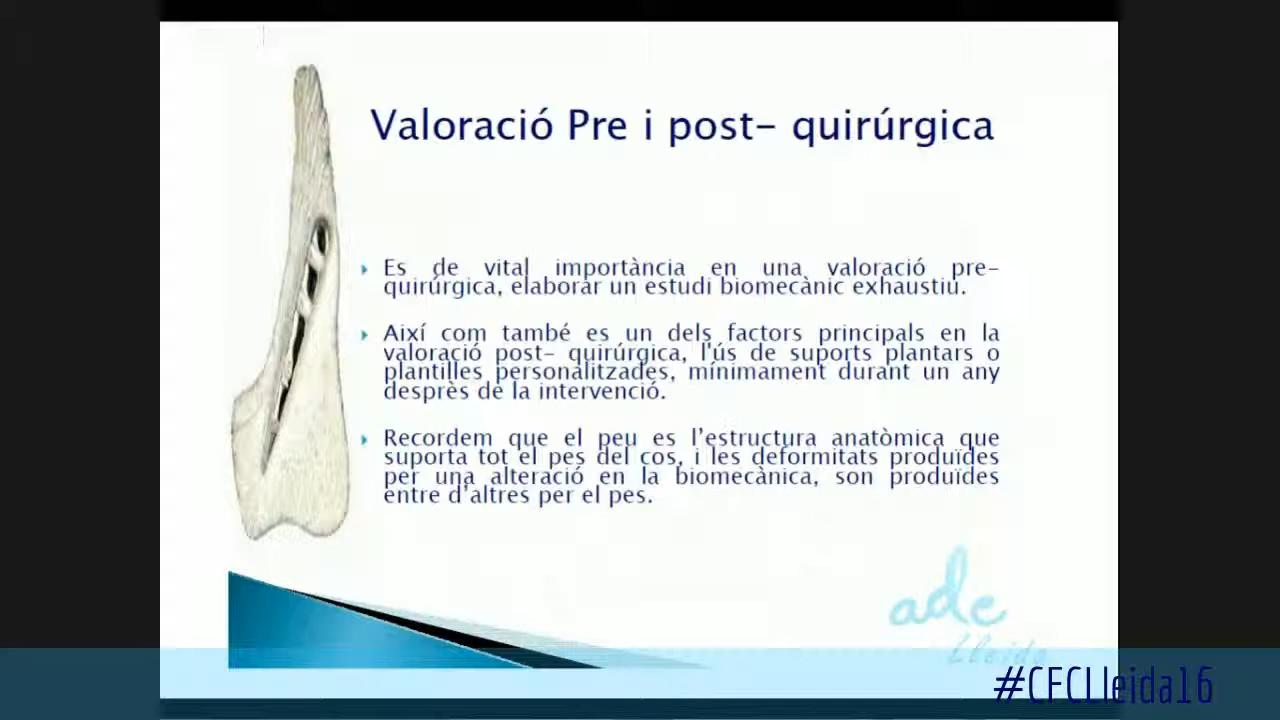 Valoració Pre i post- quirúrgica
Es de vital importància en una valoració pre-
quirúrgica, elaborar un estudi biomecànic exhaustiu.
Així com també es un dels factors principals en la
valoració post- quirúrgica, l'ús de suports plantars o
plantilles personalitzades, mínimament durant un any
desprès de la intervenció.
Recordem que el peu es l’estructura anatòmica que
suporta tot el pes del cos, i les deformitats produïdes
per una alteració en la biomecànica, son produïdes
entre d’altres per el pes.
adc
Lleida
#CFCLleida16